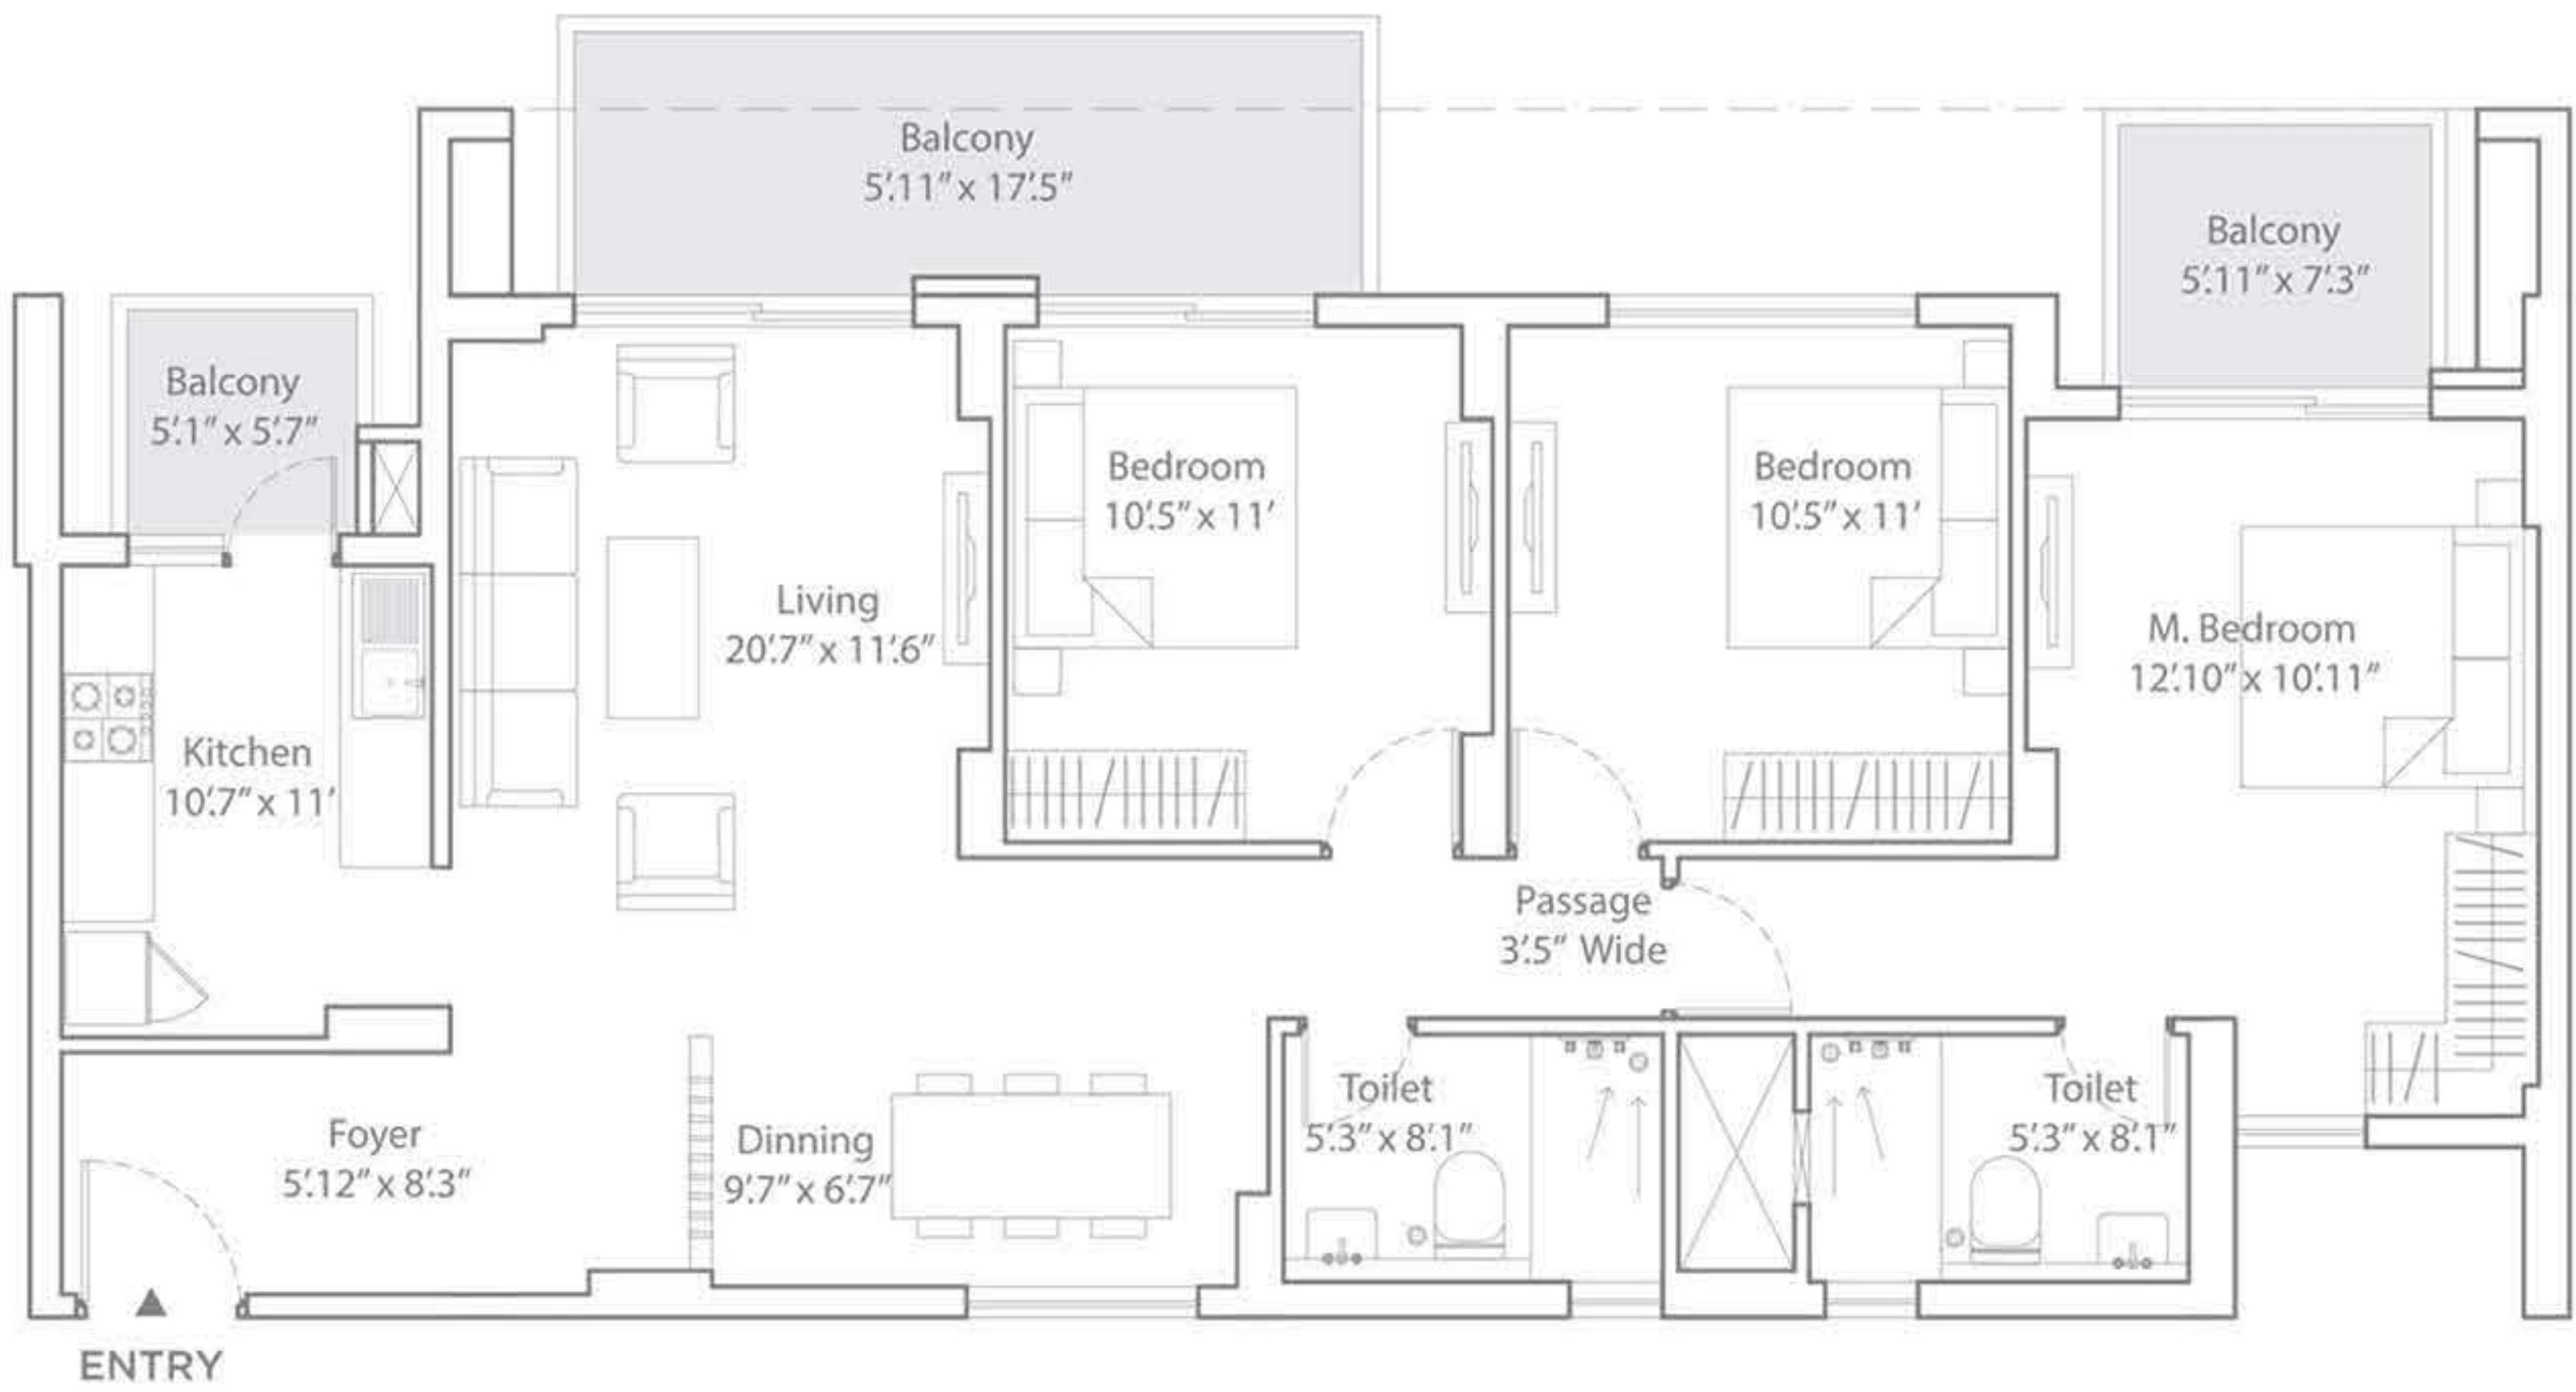 Balcony
5'.11" x 17'.5"
Balcony
5'.11" x 7'.3"
Balcony
5'.1" x 5'.7"
Bedroom
10'.5" x 11'
Bedroom
10'.5" x 11'
Living
20'.7" x 11'.6"
M. Bedroom
12'.10" x 10'.11"
Kitchen
10'.7" x 11'
Passage
3'.5" Wide
Foyer
5'.12" x 8'.3"
Dinning
9'.7" x 6'.7"
Toilet
5'.3" x 8'.1"
Toilet
5'.3" x 8'.1"
ENTRY